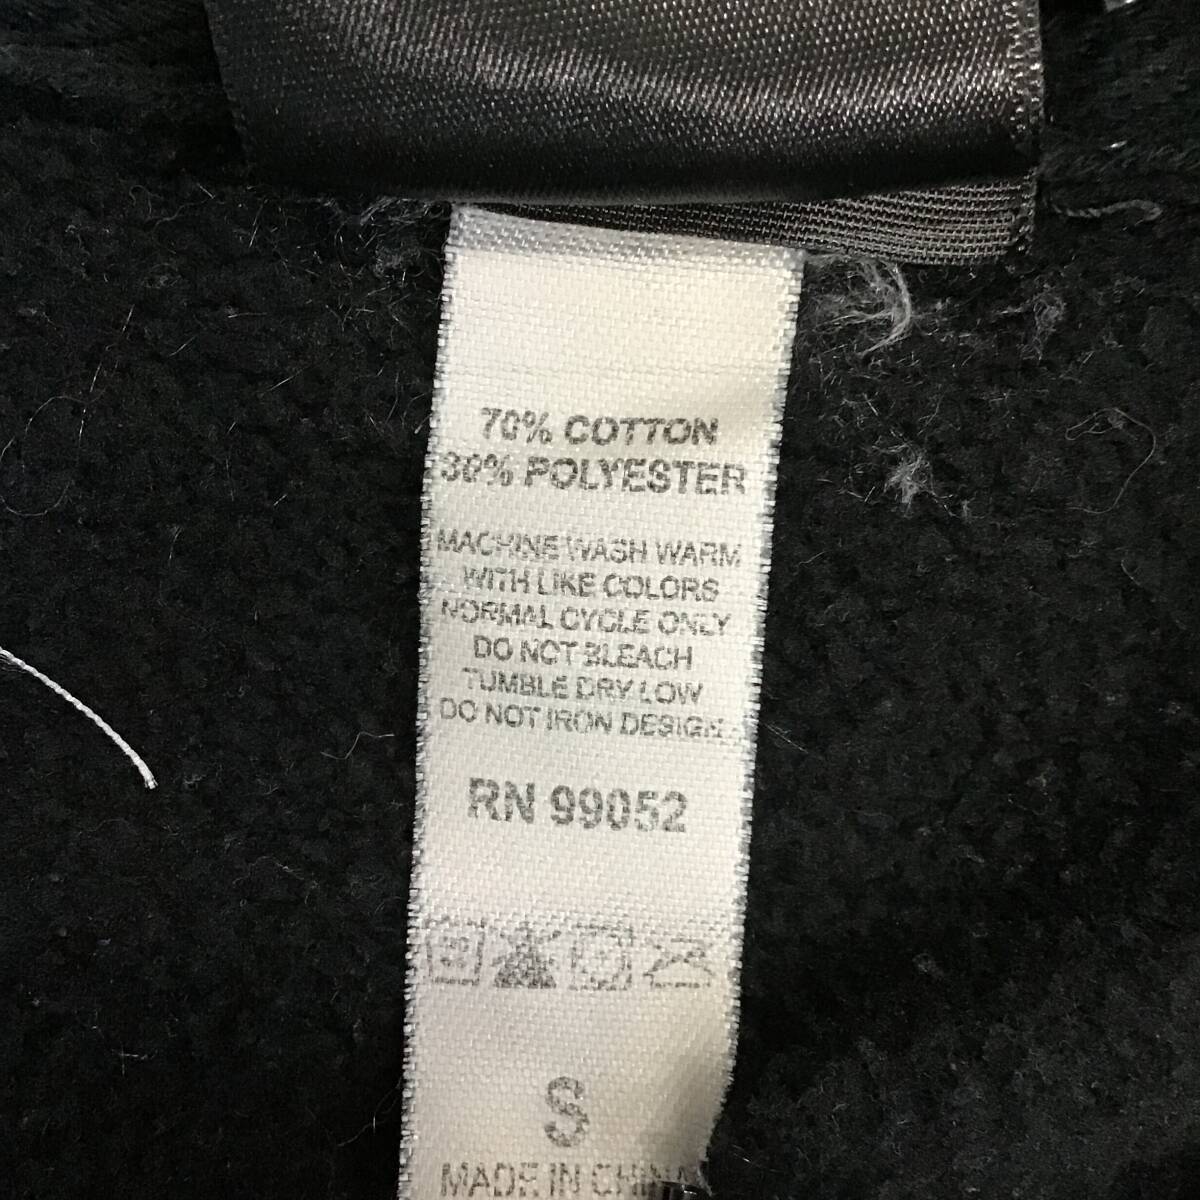 70% COTTON
30% POLYESTER
MACHINE WASH WARM
WITH LIKE COLORS
NORMAL CYCLE ONLY
DO NOT BLEACH
TUMBLE DRY LOW
DO NOT IRON DESIGN
RN 99052
S
MADE IN CHINA